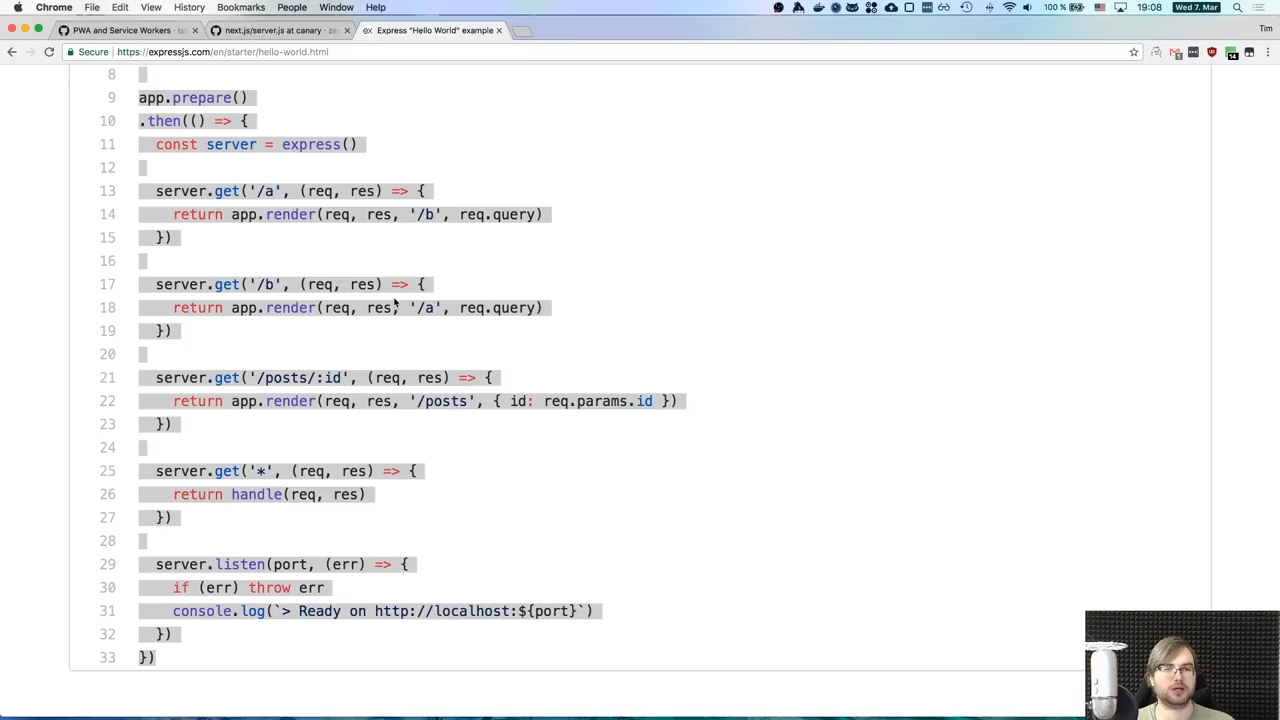 Chrome File Edit View History Bookmarks People Window Help 100 % 19:08 Wed 7. Mar
PWA and Service Workers · Iss × next.js/server.js at canary · ze × Express "Hello World" example × Tim
Secure https://expressjs.com/en/starter/hello-world.html
8
9 app.prepare()
10 .then(() => {
11 const server = express()
12
13 server.get('/a', (req, res) => {
14 return app.render(req, res, '/b', req.query)
15 })
16
17 server.get('/b', (req, res) => {
18 return app.render(req, res, '/a', req.query)
19 })
20
21 server.get('/posts/:id', (req, res) => {
22 return app.render(req, res, '/posts', { id: req.params.id })
23 })
24
25 server.get('*', (req, res) => {
26 return handle(req, res)
27 })
28
29 server.listen(port, (err) => {
30 if (err) throw err
31 console.log(`> Ready on http://localhost:${port}`)
32 })
33 })